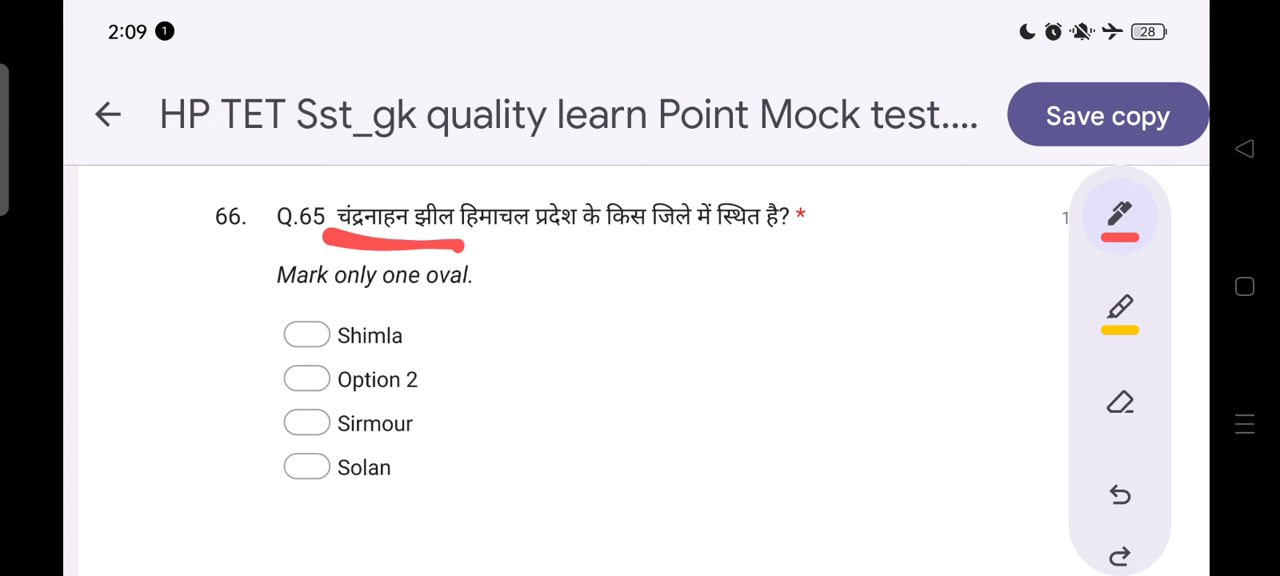 2:09 1 28
HP TET Sst_gk quality learn Point Mock test.... Save copy
66. Q.65 चंद्रनाहन झील हिमाचल प्रदेश के किस जिले में स्थित है? * 1
Mark only one oval.
Shimla
Option 2
Sirmour
Solan